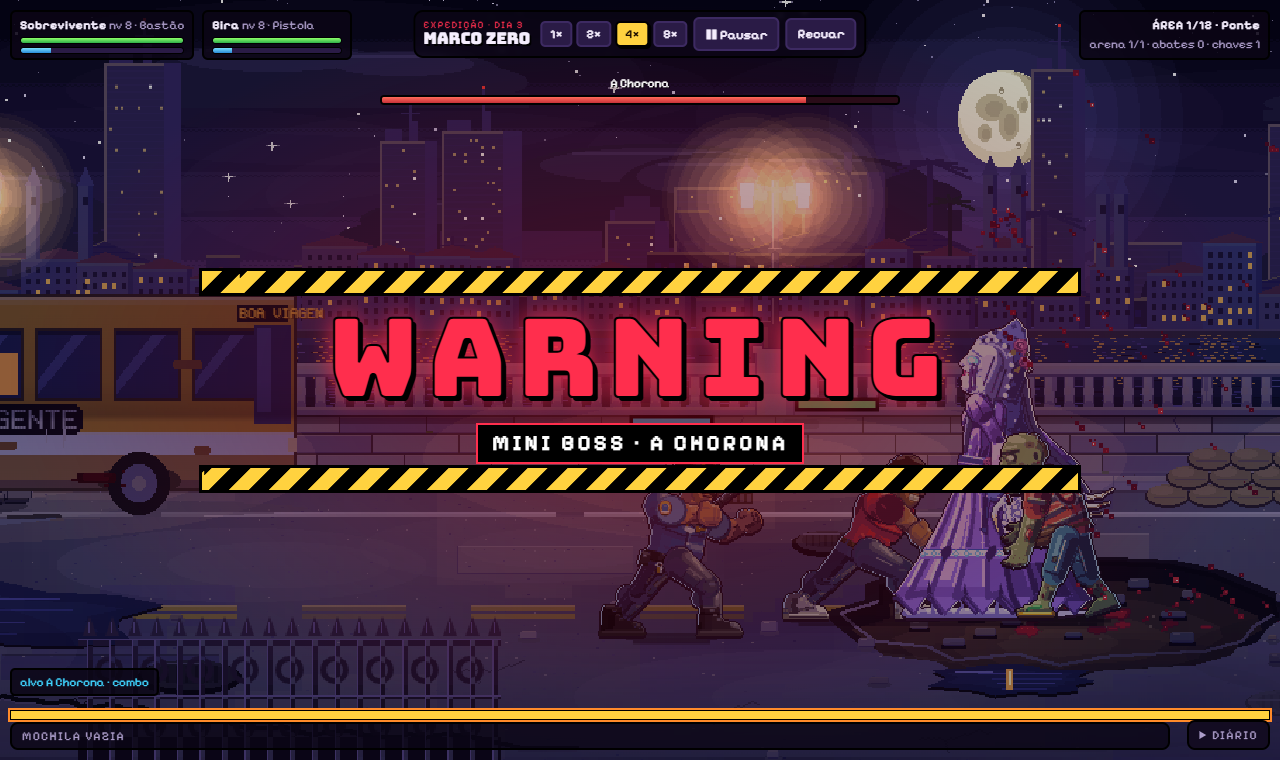 Sobrevivente nv 8 · Bastão
Bira nv 8 · Pistola
EXPEDIÇÃO · DIA 3
MARCO ZERO
1×
2×
4×
8×
Pausar
Recuar
ÁREA 1/12 · Ponte
arena 1/1 · abates 0 · chaves 1
A Chorona
BOA VIAGEM
WARNING
GENTE
MINI BOSS · A CHORONA
alvo A Chorona · combo
MOCHILA VAZIA
DIÁRIO